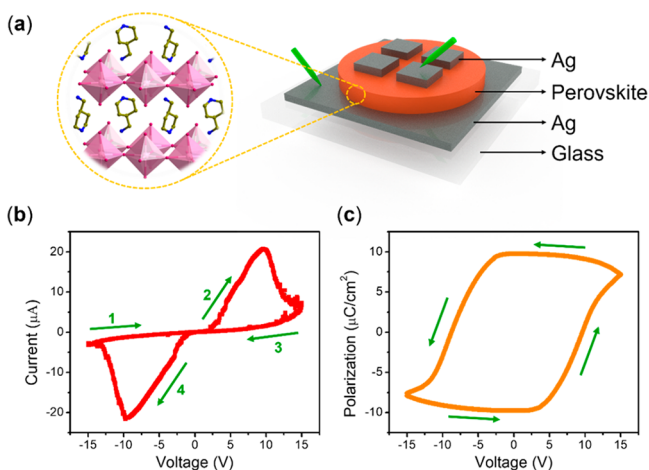 (a)
Ag
Perovskite
Ag
Glass
(b)
Current (μA)
20
10
0
-10
-20
1
2
3
4
-15 -10 -5 0 5 10 15
Voltage (V)
(c)
Polarization (μC/cm²)
10
5
0
-5
-10
-15 -10 -5 0 5 10 15
Voltage (V)